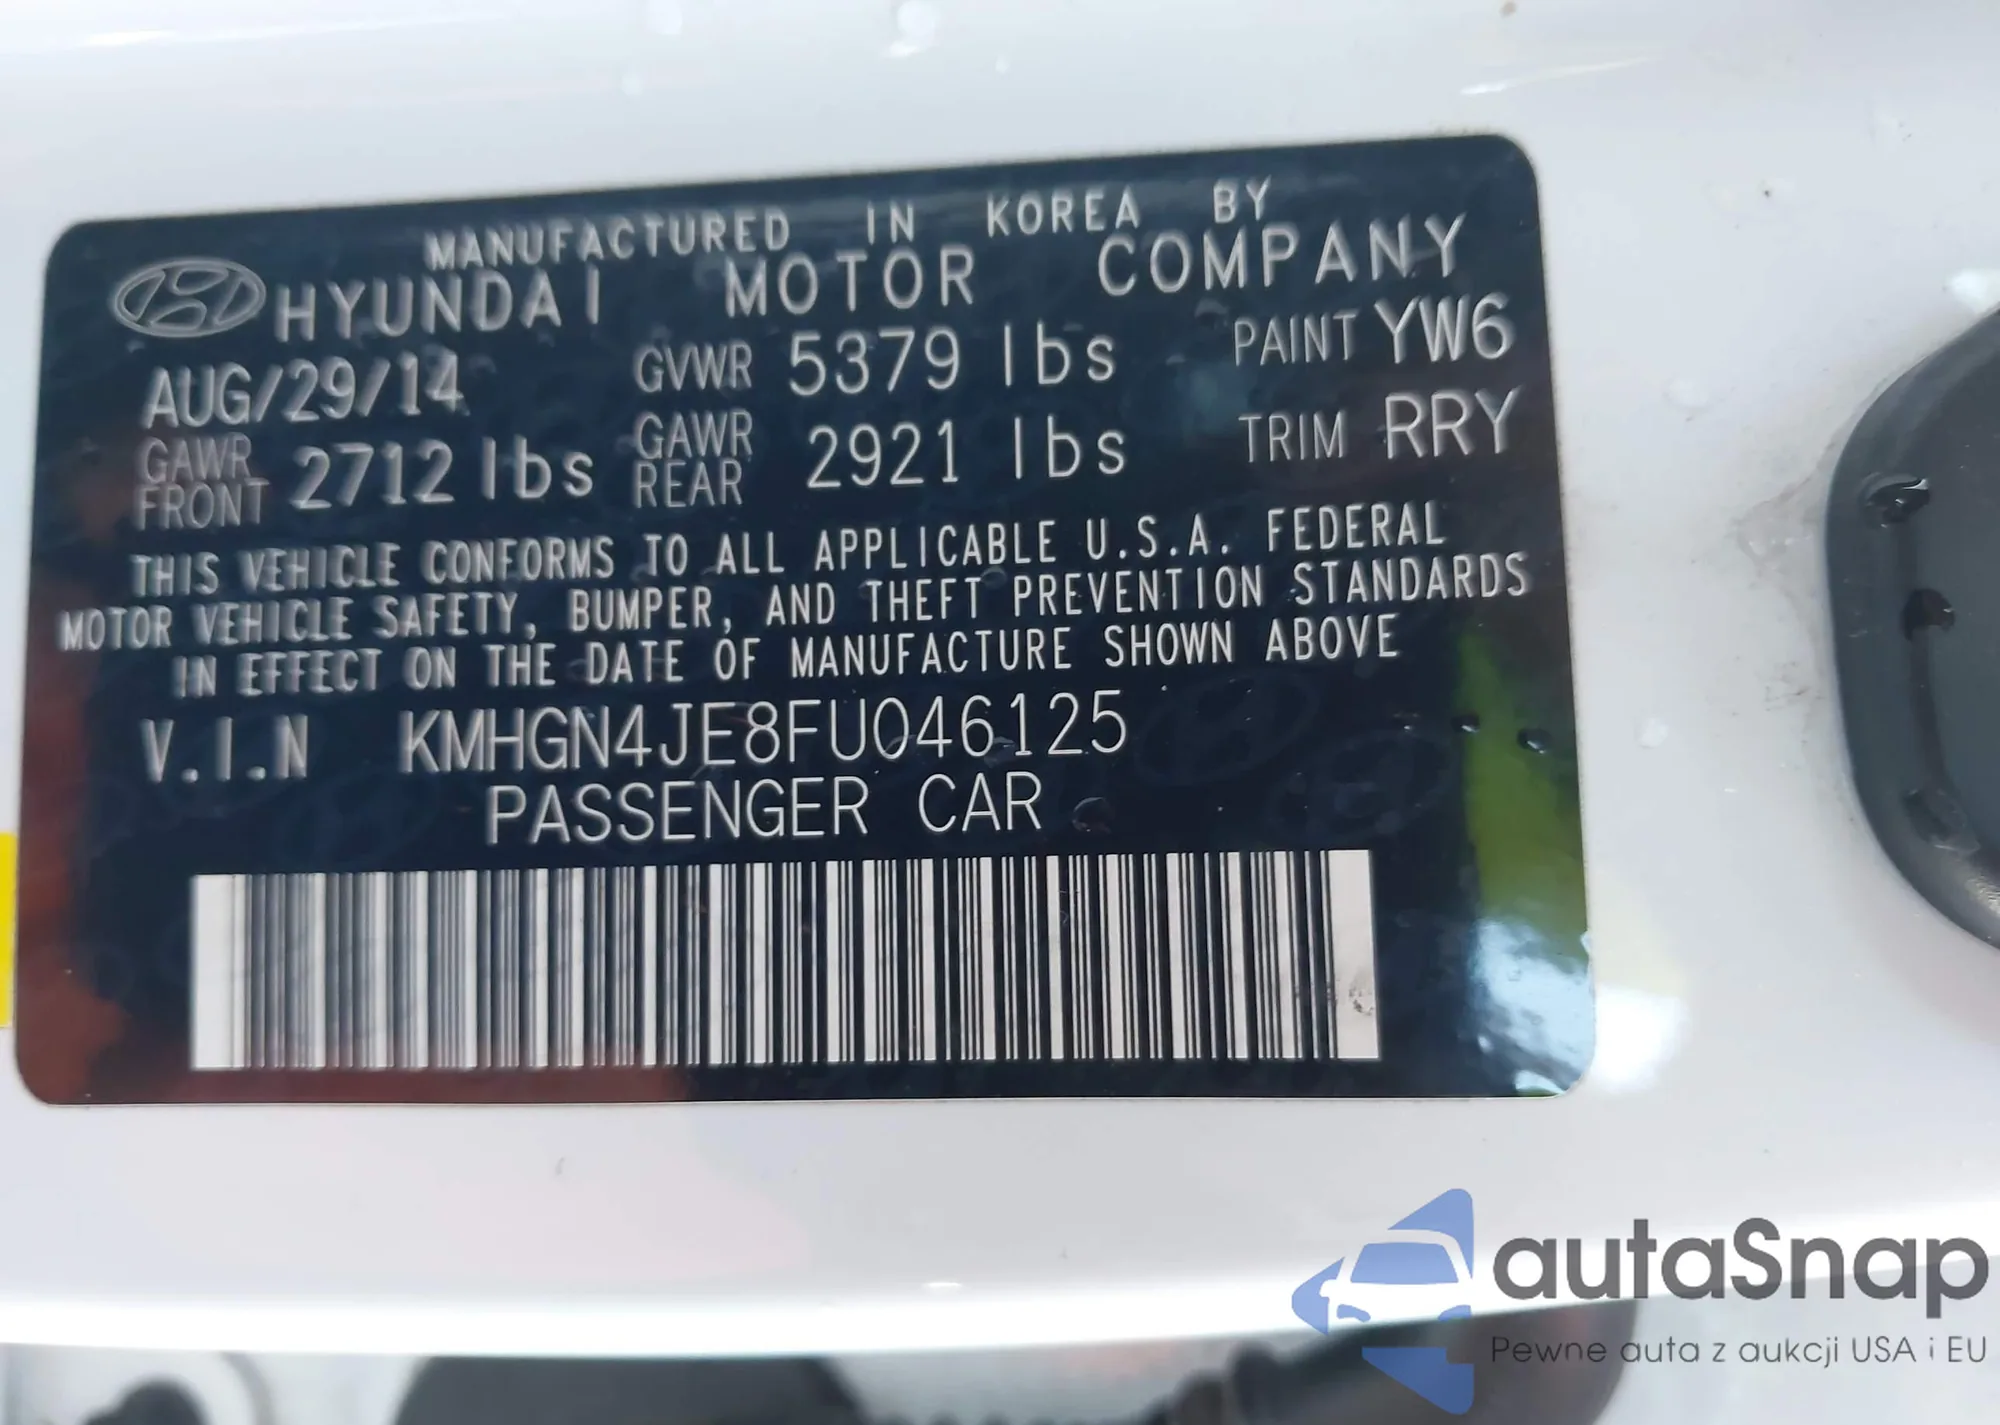 MANUFACTURED IN KOREA BY
HYUNDAI MOTOR COMPANY
AUG/29/14 GVWR 5379 lbs PAINT YW6
GAWR FRONT 2712 lbs GAWR REAR 2921 lbs TRIM RRY
THIS VEHICLE CONFORMS TO ALL APPLICABLE U.S.A. FEDERAL
MOTOR VEHICLE SAFETY, BUMPER, AND THEFT PREVENTION STANDARDS
IN EFFECT ON THE DATE OF MANUFACTURE SHOWN ABOVE
V.I.N KMHGN4JE8FU046125
PASSENGER CAR
autaSnap
Pewne auta z aukcji USA i EU